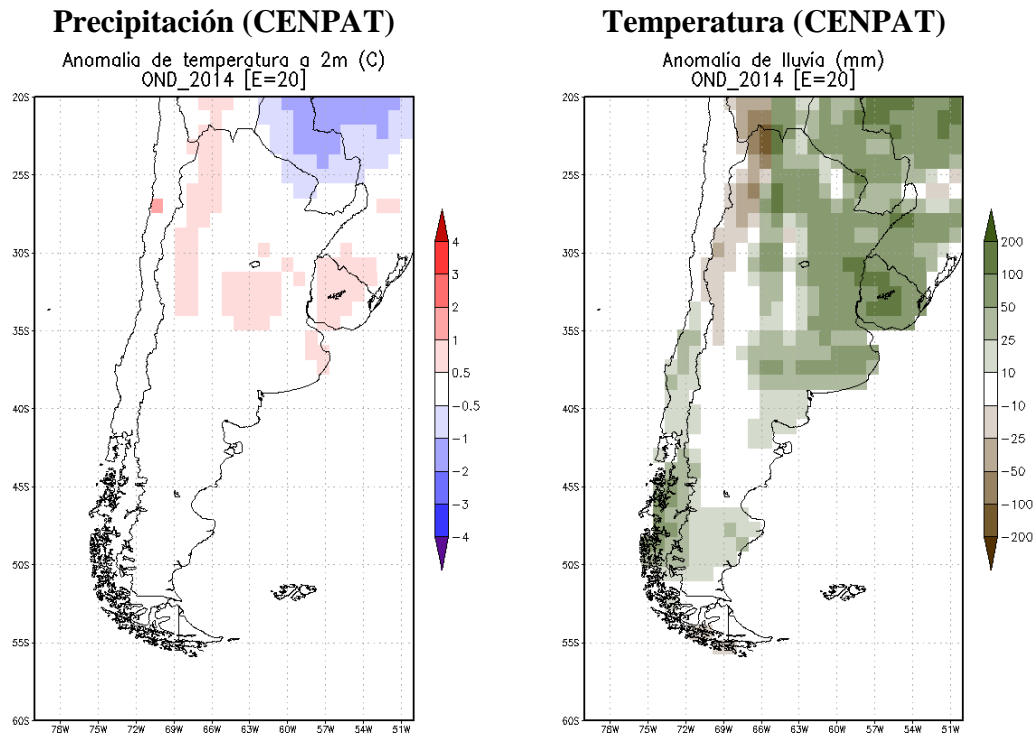 Precipitación (CENPAT)
Anomalia de temperatura a 2m (C)
OND_2014 [E=20]
20S
25S
30S
35S
40S
45S
50S
55S
60S
78W 75W 72W 69W 66W 63W 60W 57W 54W 51W
4
3
2
1
0.5
−0.5
−1
−2
−3
−4
Temperatura (CENPAT)
Anomalía de lluvía (mm)
OND_2014 [E=20]
20S
25S
30S
35S
40S
45S
50S
55S
60S
78W 75W 72W 69W 66W 63W 60W 57W 54W 51W
200
100
50
25
10
−10
−25
−50
−100
−200